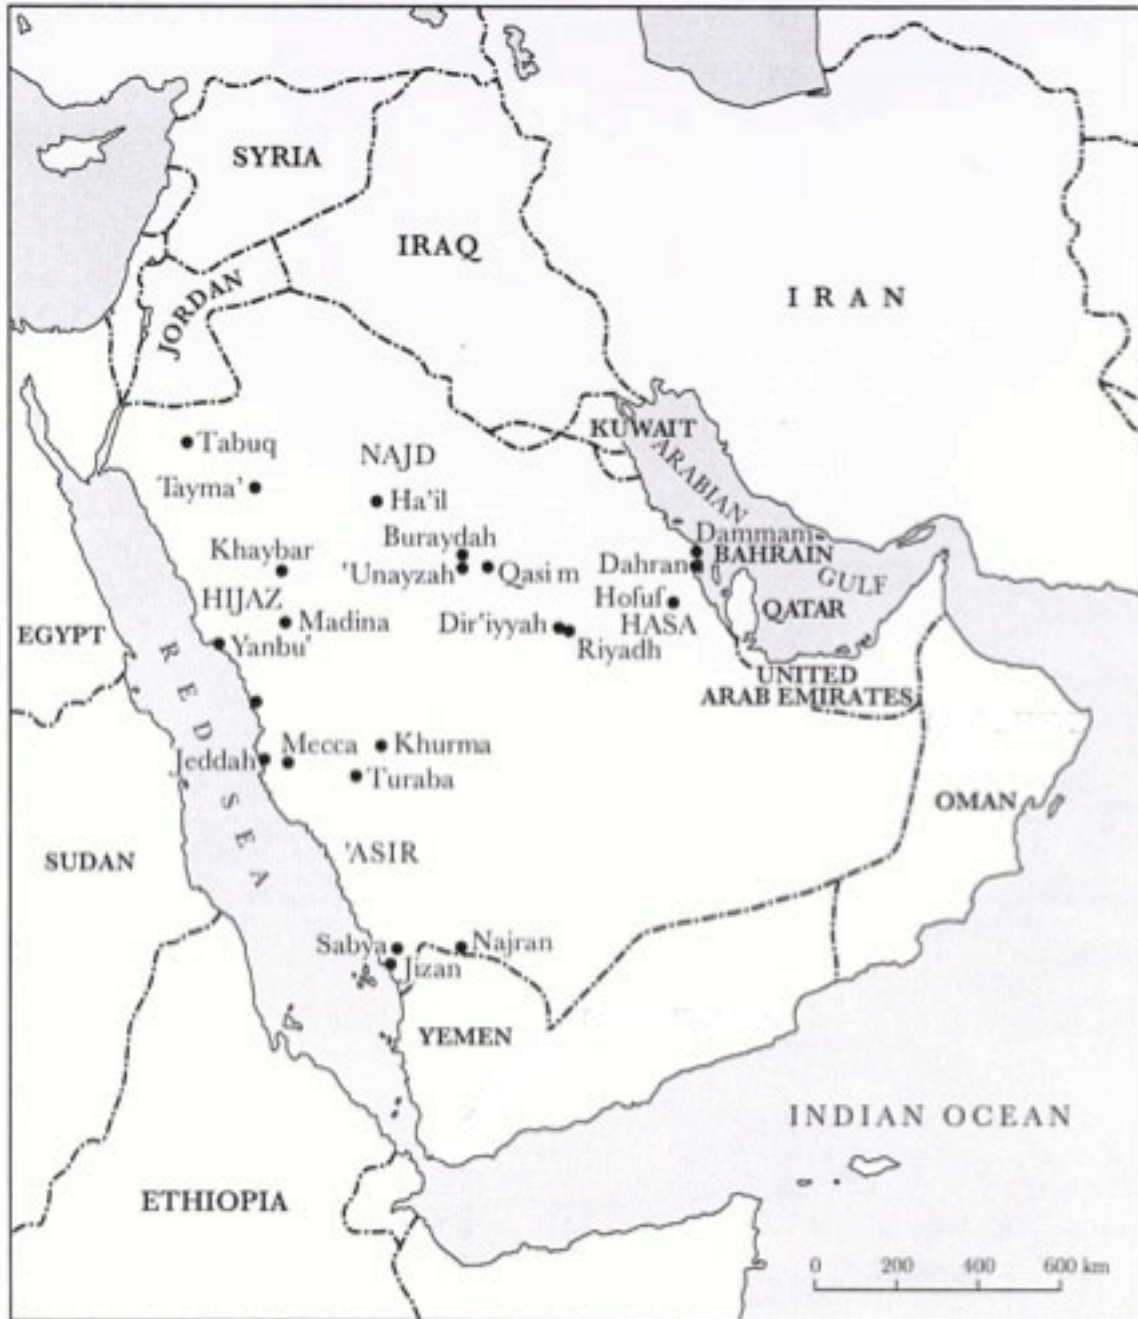 SYRIA
IRAQ
IRAN
JORDAN
KUWAIT
ARABIAN
GULF
Tabuq
NAJD
Tayma'
Ha'il
Buraydah
Dammam
Khaybar
BAHRAIN
'Unayzah
Qasim
Dahran
HIJAZ
Hofuf
QATAR
Madina
Dir'iyyah
HASA
EGYPT
Yanbu'
Riyadh
RED SEA
UNITED
ARAB EMIRATES
Mecca
Khurma
Jeddah
Turaba
OMAN
'ASIR
SUDAN
Sabya
Najran
Jizan
YEMEN
INDIAN OCEAN
ETHIOPIA
0 200 400 600 km